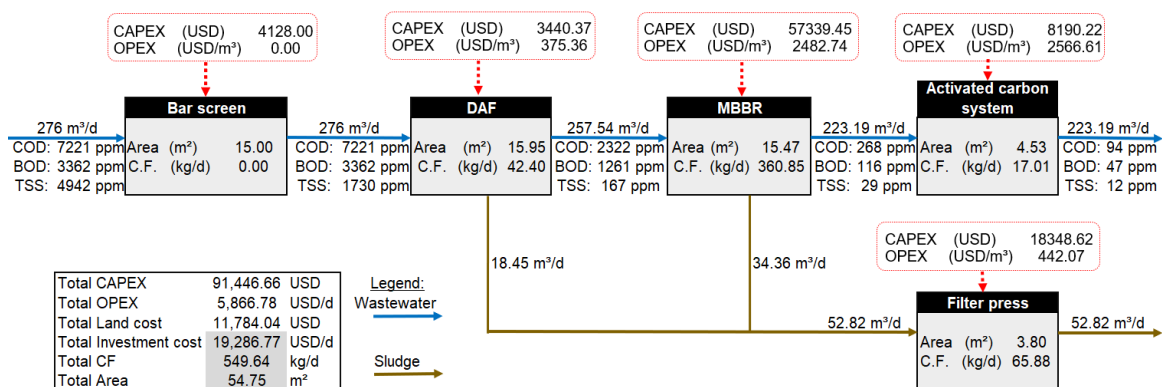 CAPEX (USD) 4128.00
OPEX (USD/m³) 0.00
CAPEX (USD) 3440.37
OPEX (USD/m³) 375.36
CAPEX (USD) 57339.45
OPEX (USD/m³) 2482.74
CAPEX (USD) 8190.22
OPEX (USD/m³) 2566.61
Bar screen
DAF
MBBR
Activated carbon
system
276 m³/d
COD: 7221 ppm
BOD: 3362 ppm
TSS: 4942 ppm
Area (m²) 15.00
C.F. (kg/d) 0.00
276 m³/d
COD: 7221 ppm
BOD: 3362 ppm
TSS: 1730 ppm
Area (m²) 15.95
C.F. (kg/d) 42.40
257.54 m³/d
COD: 2322 ppm
BOD: 1261 ppm
TSS: 167 ppm
Area (m²) 15.47
C.F. (kg/d) 360.85
223.19 m³/d
COD: 268 ppm
BOD: 116 ppm
TSS: 29 ppm
Area (m²) 4.53
C.F. (kg/d) 17.01
223.19 m³/d
COD: 94 ppm
BOD: 47 ppm
TSS: 12 ppm
18.45 m³/d
34.36 m³/d
CAPEX (USD) 18348.62
OPEX (USD/m³) 442.07
Total CAPEX 91,446.66 USD
Total OPEX 5,866.78 USD/d
Total Land cost 11,784.04 USD
Total Investment cost 19,286.77 USD/d
Total CF 549.64 kg/d
Total Area 54.75 m²
Legend:
Wastewater
Sludge
52.82 m³/d
Filter press
Area (m²) 3.80
C.F. (kg/d) 65.88
52.82 m³/d